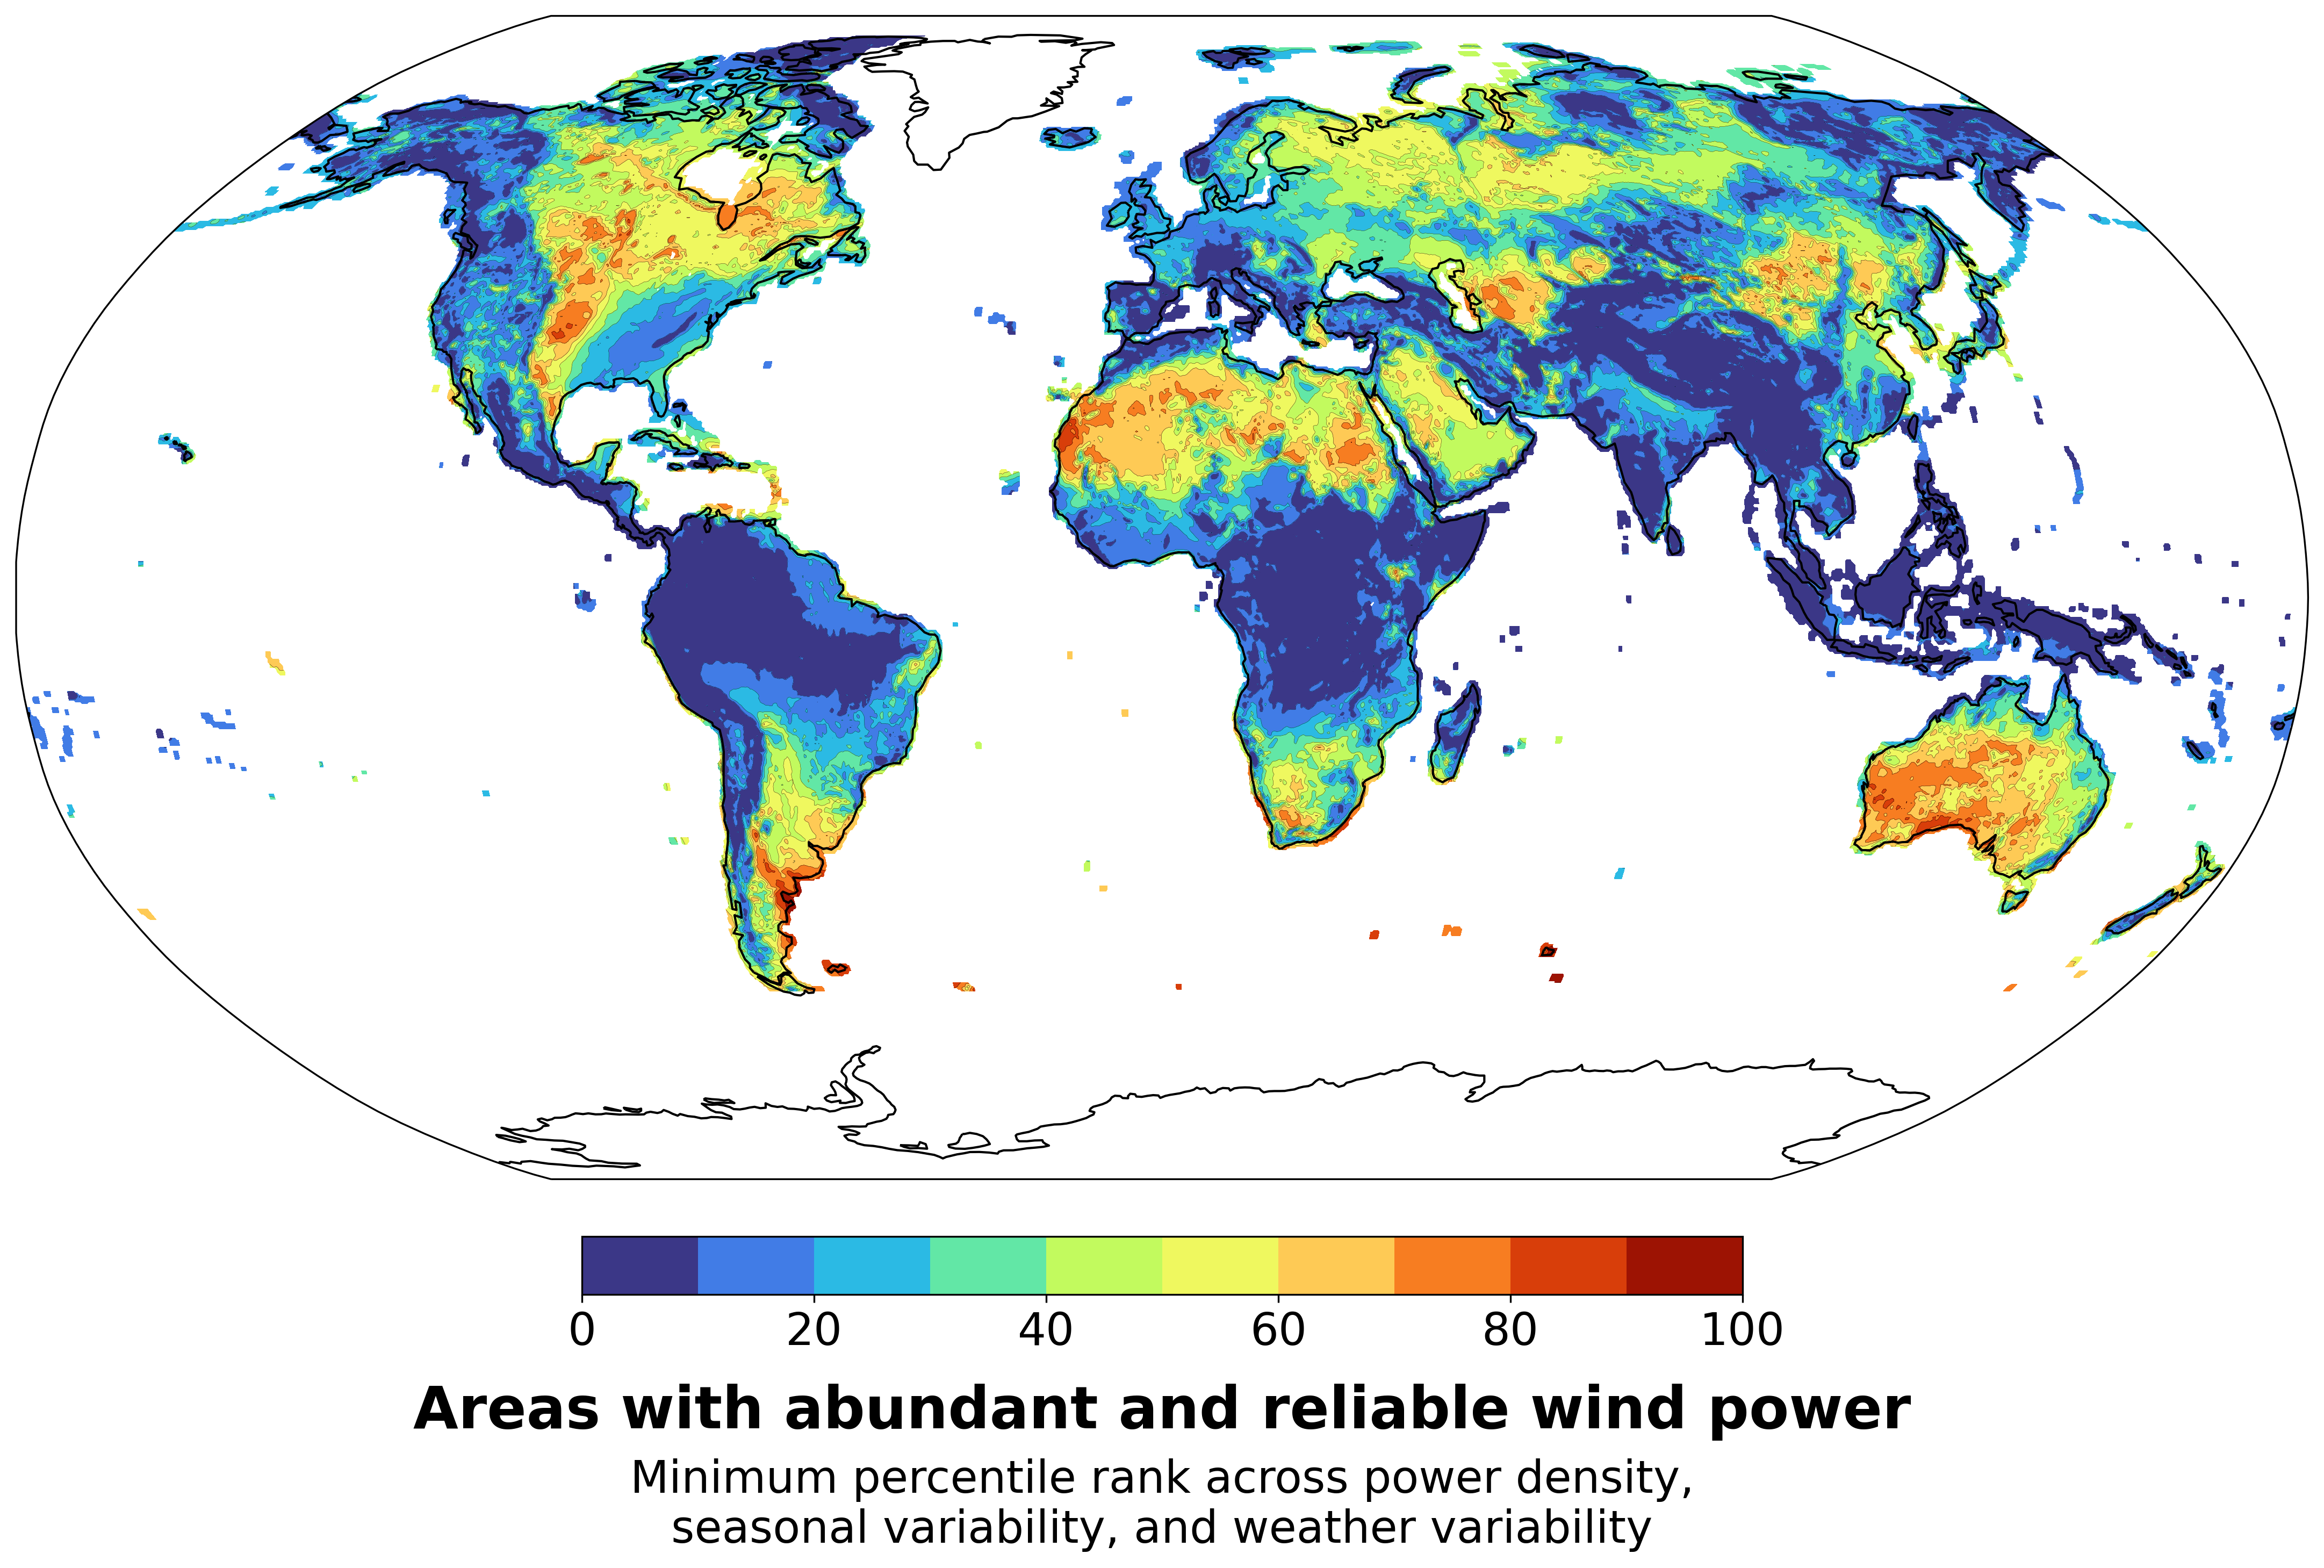 0 20 40 60 80 100
Areas with abundant and reliable wind power
Minimum percentile rank across power density,
seasonal variability, and weather variability